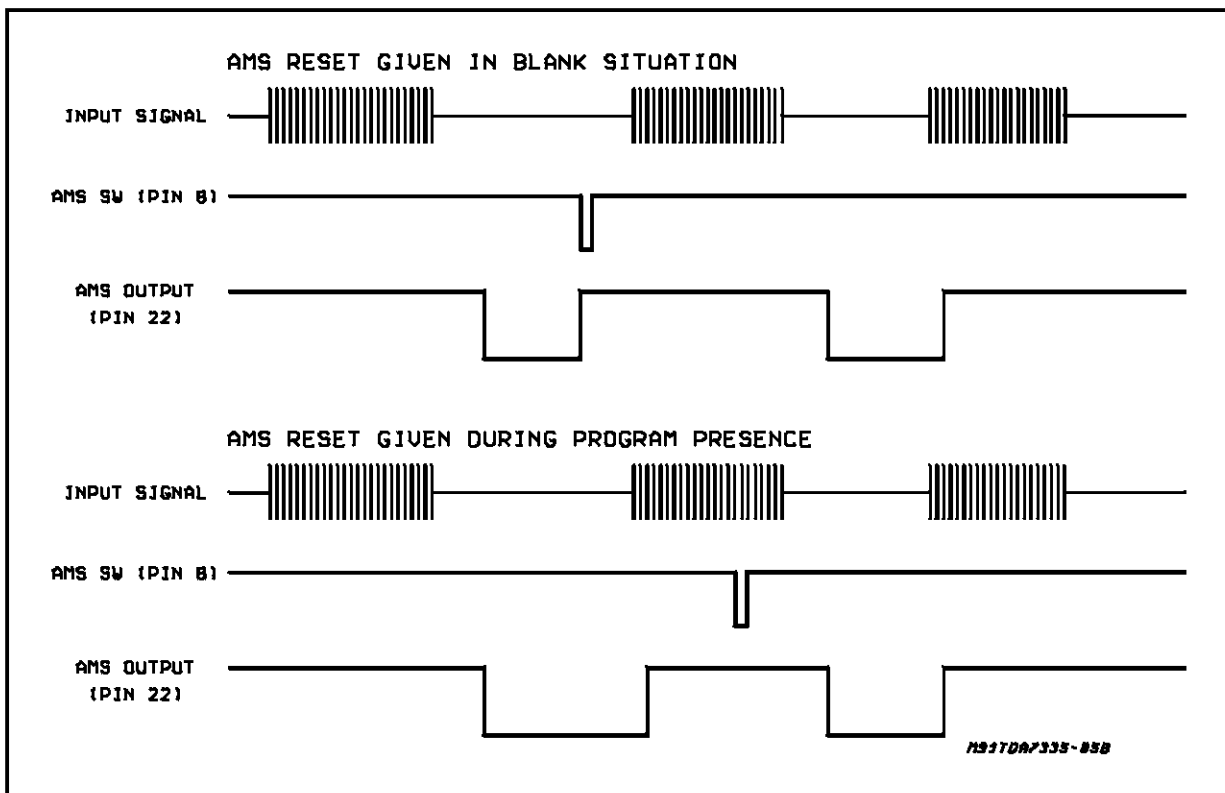 AMS RESET GIVEN IN BLANK SITUATION
INPUT SIGNAL
AMS SW (PIN 8)
AMS OUTPUT
(PIN 22)
AMS RESET GIVEN DURING PROGRAM PRESENCE
INPUT SIGNAL
AMS SW (PIN 8)
AMS OUTPUT
(PIN 22)
M93TDA7335-05B